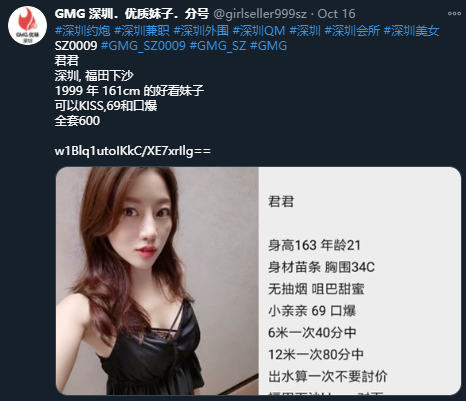 GMG 深圳．优质妹子．分号 @girlseller999sz · Oct 16
#深圳约炮 #深圳兼职 #深圳外围 #深圳QM #深圳 #深圳会所 #深圳美女
SZ0009 #GMG_SZ0009 #GMG_SZ #GMG
君君
深圳, 福田下沙
1999 年 161cm 的好看妹子
可以KISS,69和口爆
全套600
w1Blq1utoIKkC/XE7xrIlg==
GMG 优妹
深圳
君君
身高163 年龄21
身材苗条 胸围34C
无抽烟 咀巴甜蜜
小亲亲 69 口爆
6米一次40分中
12米一次80分中
出水算一次不要討价